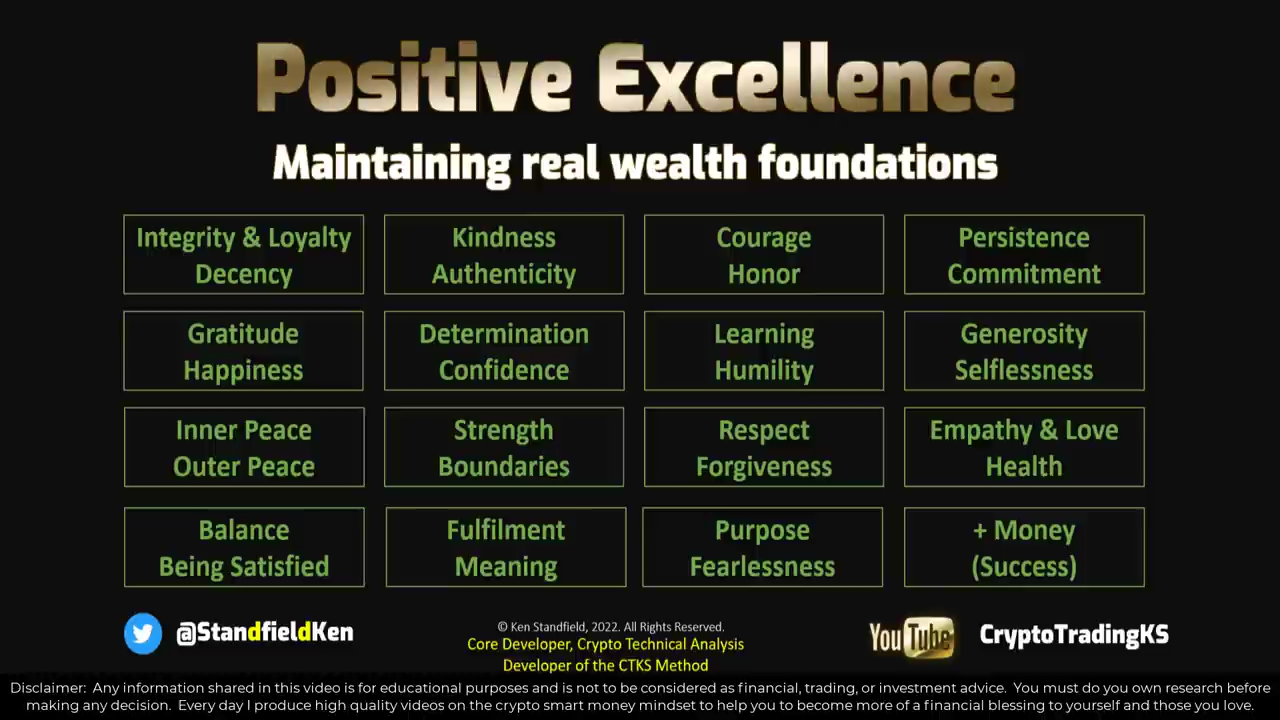 Positive Excellence
Maintaining real wealth foundations
Integrity & Loyalty
Decency
Kindness
Authenticity
Courage
Honor
Persistence
Commitment
Gratitude
Happiness
Determination
Confidence
Learning
Humility
Generosity
Selflessness
Inner Peace
Outer Peace
Strength
Boundaries
Respect
Forgiveness
Empathy & Love
Health
Balance
Being Satisfied
Fulfilment
Meaning
Purpose
Fearlessness
+ Money
(Success)
@StandfieldKen
© Ken Standfield, 2022. All Rights Reserved.
Core Developer, Crypto Technical Analysis
Developer of the CTKS Method
YouTube
CryptoTradingKS
Disclaimer: Any information shared in this video is for educational purposes and is not to be considered as financial, trading, or investment advice. You must do you own research before
making any decision. Every day I produce high quality videos on the crypto smart money mindset to help you to become more of a financial blessing to yourself and those you love.